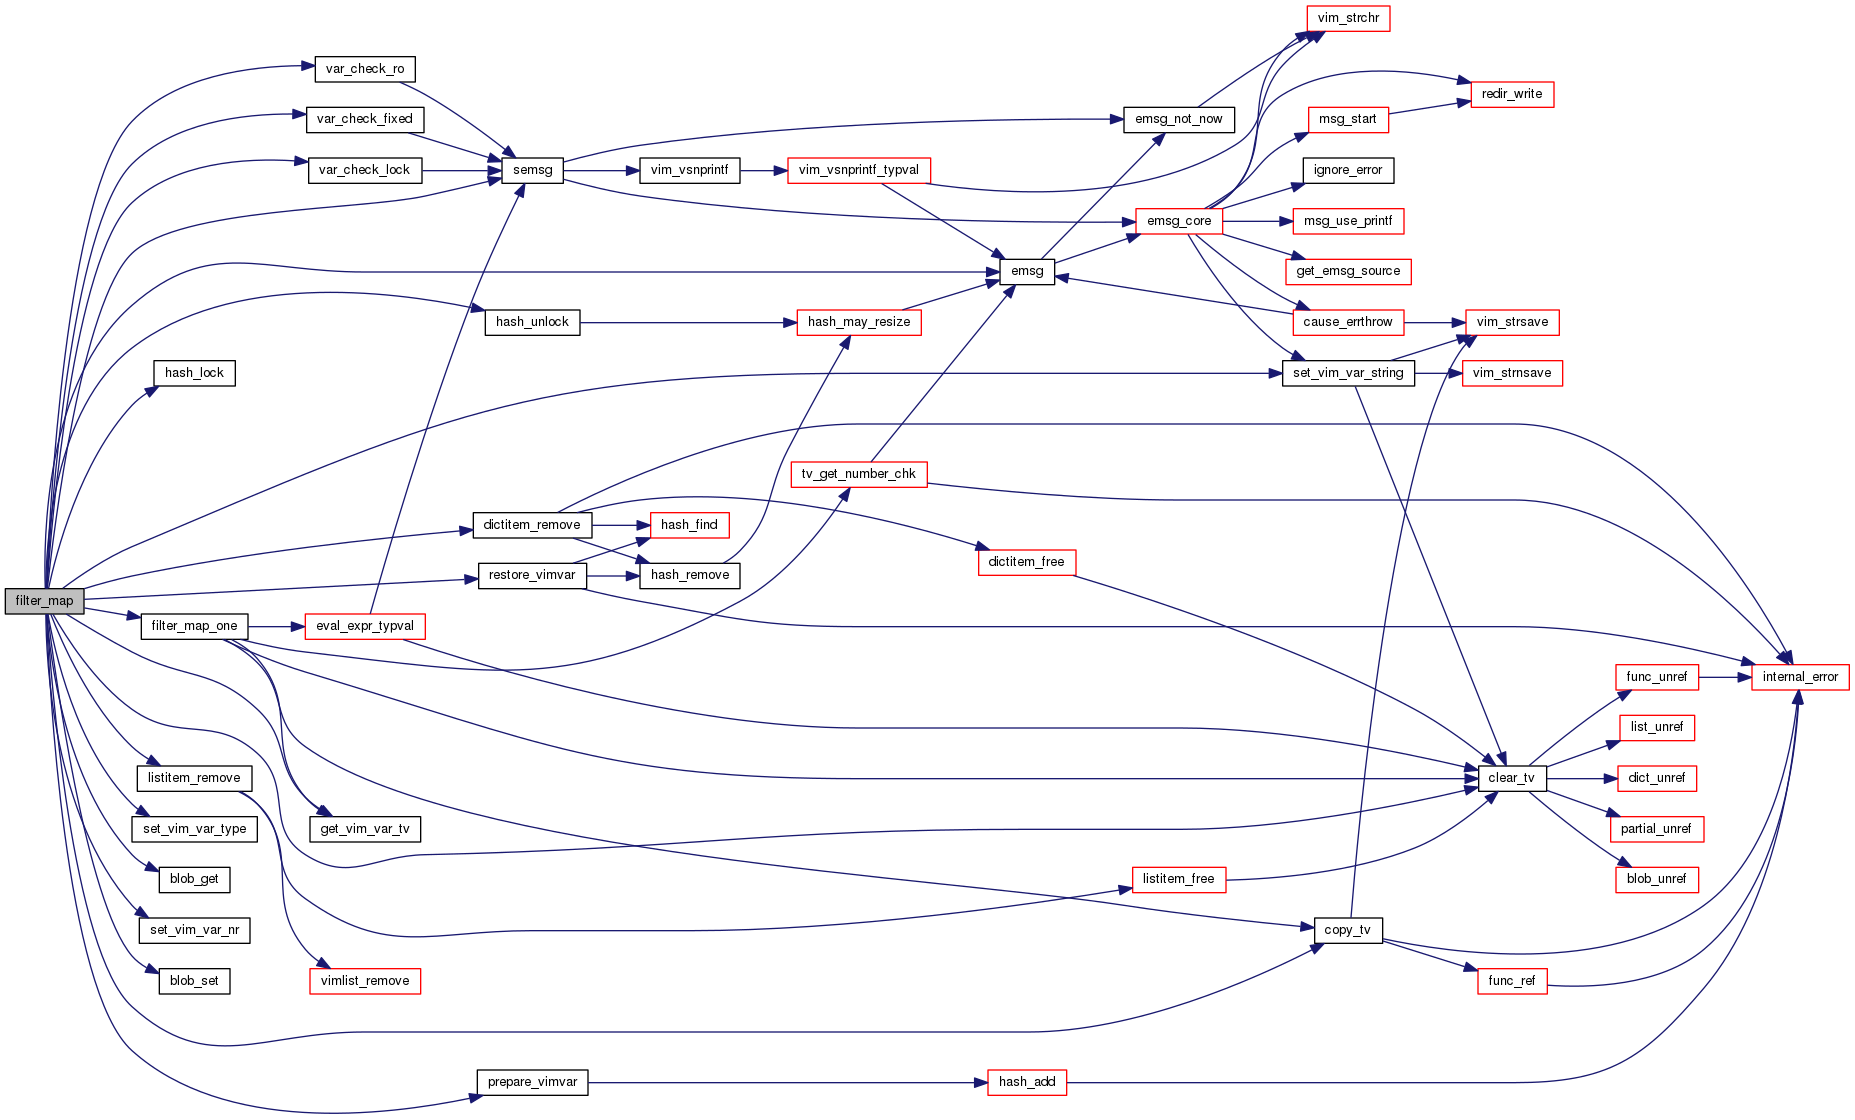 vim_strchr
var_check_ro
redir_write
var_check_fixed
emsg_not_now
msg_start
var_check_lock
semsg
vim_vsnprintf
vim_vsnprintf_typval
ignore_error
emsg_core
msg_use_printf
emsg
get_emsg_source
hash_unlock
hash_may_resize
cause_errthrow
vim_strsave
hash_lock
set_vim_var_string
vim_strnsave
tv_get_number_chk
dictitem_remove
hash_find
dictitem_free
restore_vimvar
hash_remove
filter_map
filter_map_one
eval_expr_typval
func_unref
internal_error
list_unref
listitem_remove
clear_tv
dict_unref
set_vim_var_type
get_vim_var_tv
partial_unref
blob_get
listitem_free
blob_unref
set_vim_var_nr
copy_tv
blob_set
vimlist_remove
func_ref
prepare_vimvar
hash_add